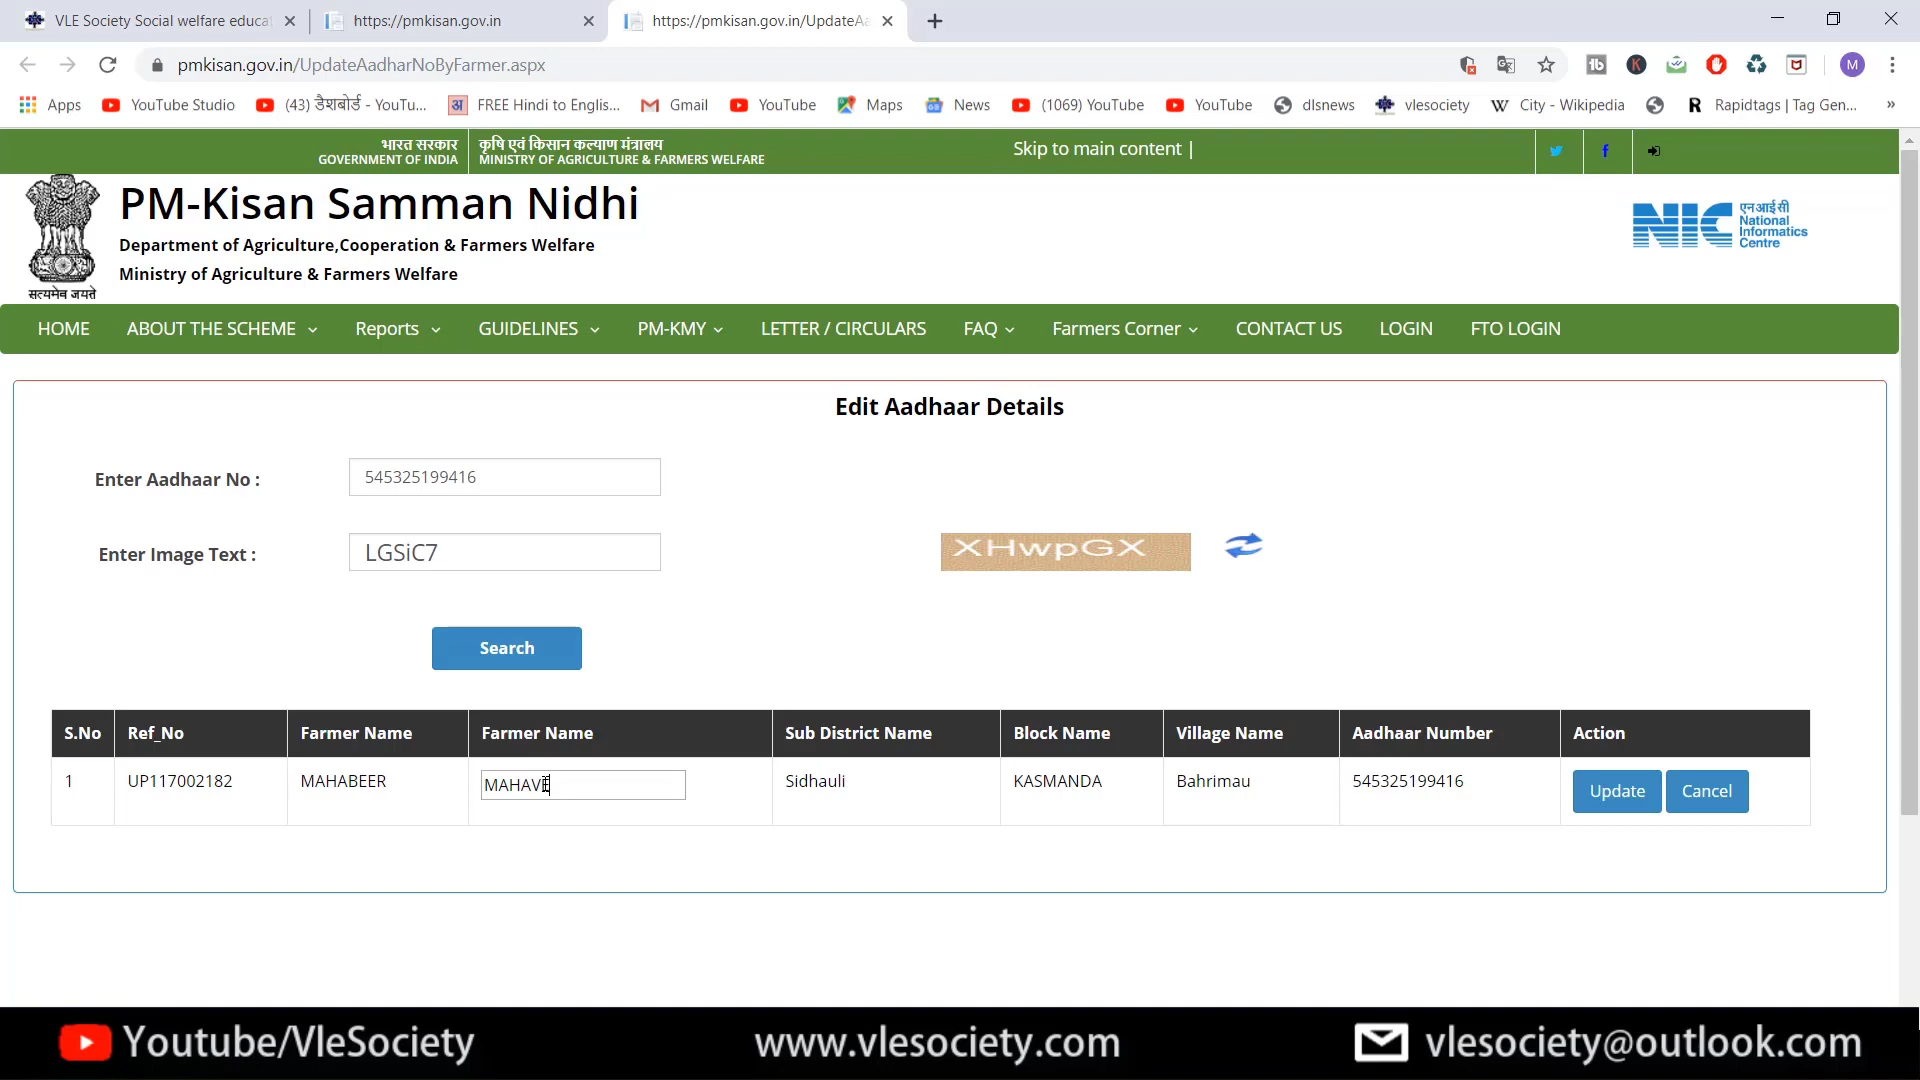 VLE Society Social welfare educat
https://pmkisan.gov.in
https://pmkisan.gov.in/UpdateAa
pmkisan.gov.in/UpdateAadharNoByFarmer.aspx
M
Apps
YouTube Studio
(43) डैशबोर्ड - YouTu...
अ FREE Hindi to Englis...
Gmail
YouTube
Maps
News
(1069) YouTube
YouTube
dlsnews
vlesociety
W City - Wikipedia
R Rapidtags | Tag Gen...
»
भारत सरकार
GOVERNMENT OF INDIA
कृषि एवं किसान कल्याण मंत्रालय
MINISTRY OF AGRICULTURE & FARMERS WELFARE
Skip to main content |
PM-Kisan Samman Nidhi
Department of Agriculture,Cooperation & Farmers Welfare
Ministry of Agriculture & Farmers Welfare
सत्यमेव जयते
NIC
एन आई सी
National
Informatics
Centre
HOME ABOUT THE SCHEME Reports GUIDELINES PM-KMY LETTER / CIRCULARS FAQ Farmers Corner CONTACT US LOGIN FTO LOGIN
Edit Aadhaar Details
Enter Aadhaar No : 545325199416
Enter Image Text : LGSiC7 XHwpGX
Search
S.No Ref_No Farmer Name Farmer Name Sub District Name Block Name Village Name Aadhaar Number Action
1 UP117002182 MAHABEER MAHAVE Sidhauli KASMANDA Bahrimau 545325199416 Update Cancel
Youtube/VleSociety www.vlesociety.com vlesociety@outlook.com